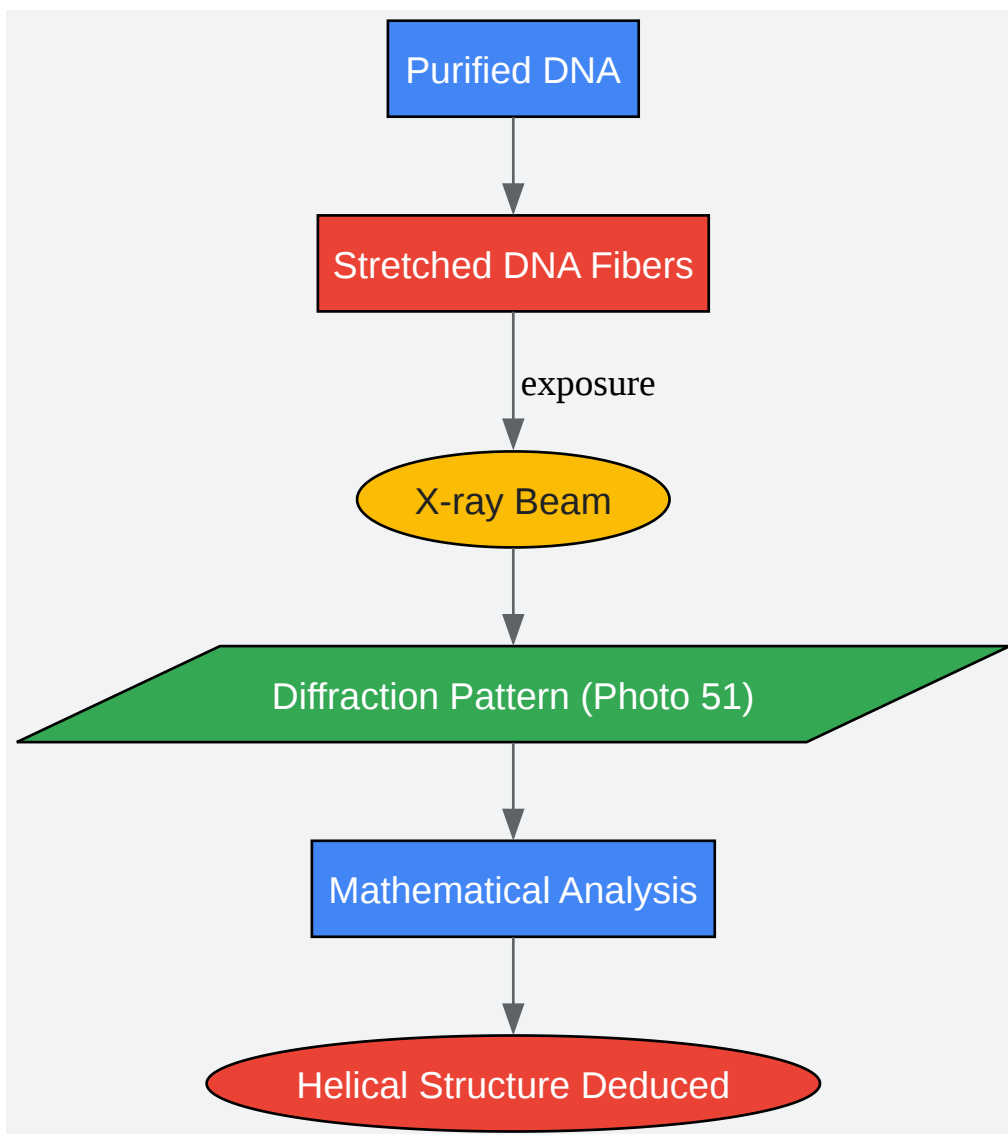 Purified DNA
Stretched DNA Fibers
exposure
X-ray Beam
Diffraction Pattern (Photo 51)
Mathematical Analysis
Helical Structure Deduced